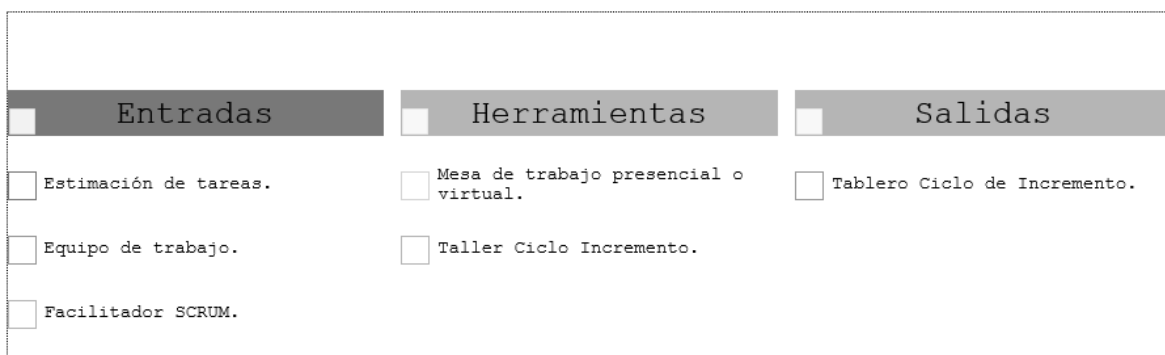 Entradas
Estimación de tareas.
Equipo de trabajo.
Facilitador SCRUM.
Herramientas
Mesa de trabajo presencial o
virtual.
Taller Ciclo Incremento.
Salidas
Tablero Ciclo de Incremento.